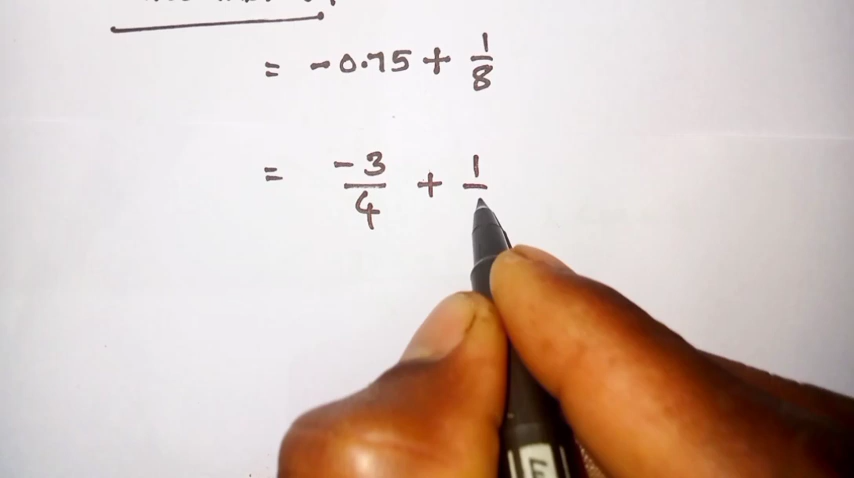 = -0.75 + 1/8
= -3/4 + 1/